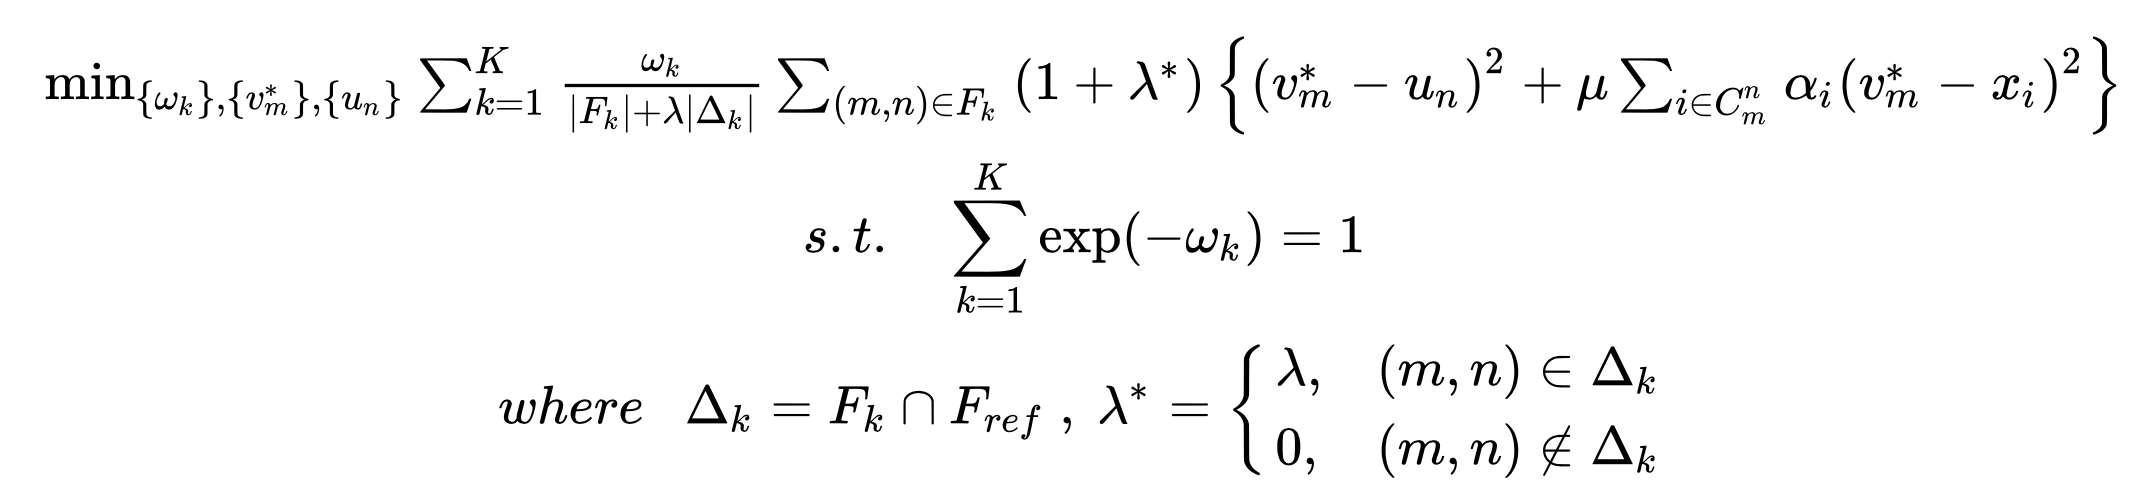 \min_{\{\omega_k\},\{v_m^*\},\{u_n\}} \sum_{k=1}^{K} \frac{\omega_k}{|F_k|+\lambda|\Delta_k|} \sum_{(m,n)\in F_k} (1+\lambda^*) \left\{ (v_m^* - u_n)^2 + \mu \sum_{i\in C_m^n} \alpha_i (v_m^* - x_i)^2 \right\}
s.t. \quad \sum_{k=1}^{K} \exp(-\omega_k) = 1
where \quad \Delta_k = F_k \cap F_{ref} , \lambda^* = \begin{cases} \lambda, & (m,n) \in \Delta_k \\ 0, & (m,n) \notin \Delta_k \end{cases}